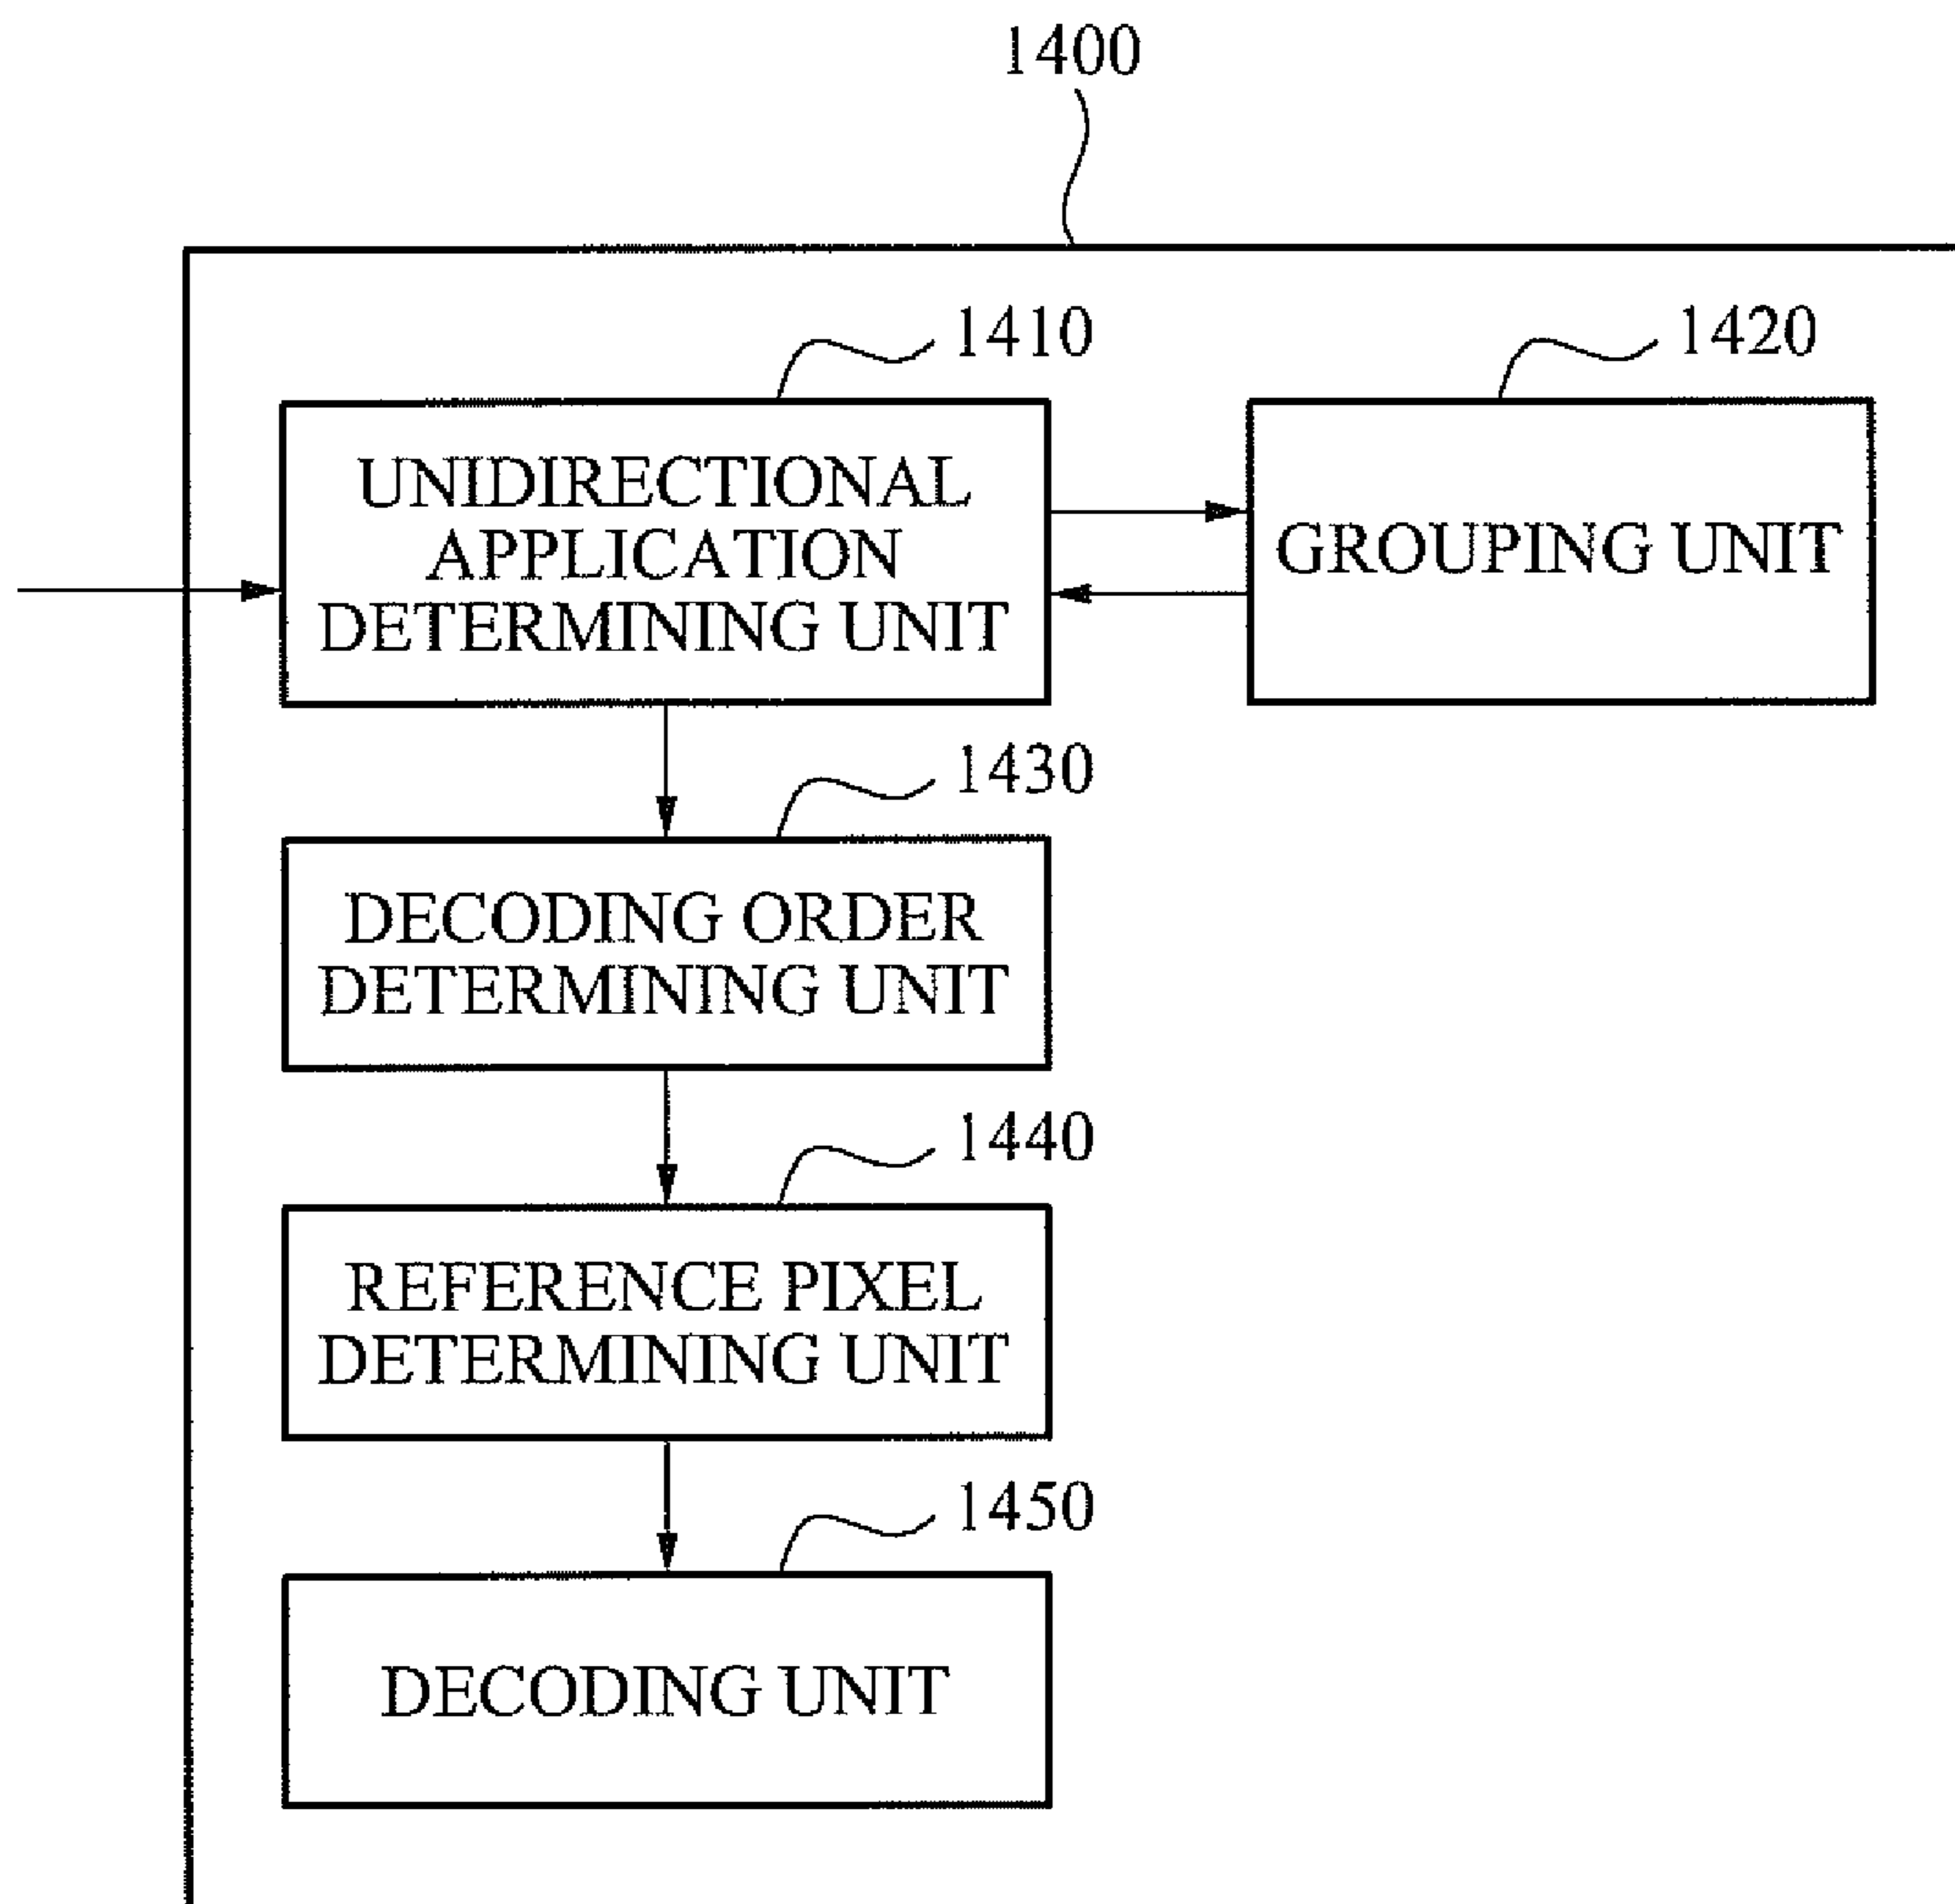 1400
1410
1420
UNIDIRECTIONAL
APPLICATION
DETERMINING UNIT
GROUPING UNIT
1430
DECODING ORDER
DETERMINING UNIT
1440
REFERENCE PIXEL
DETERMINING UNIT
1450
DECODING UNIT